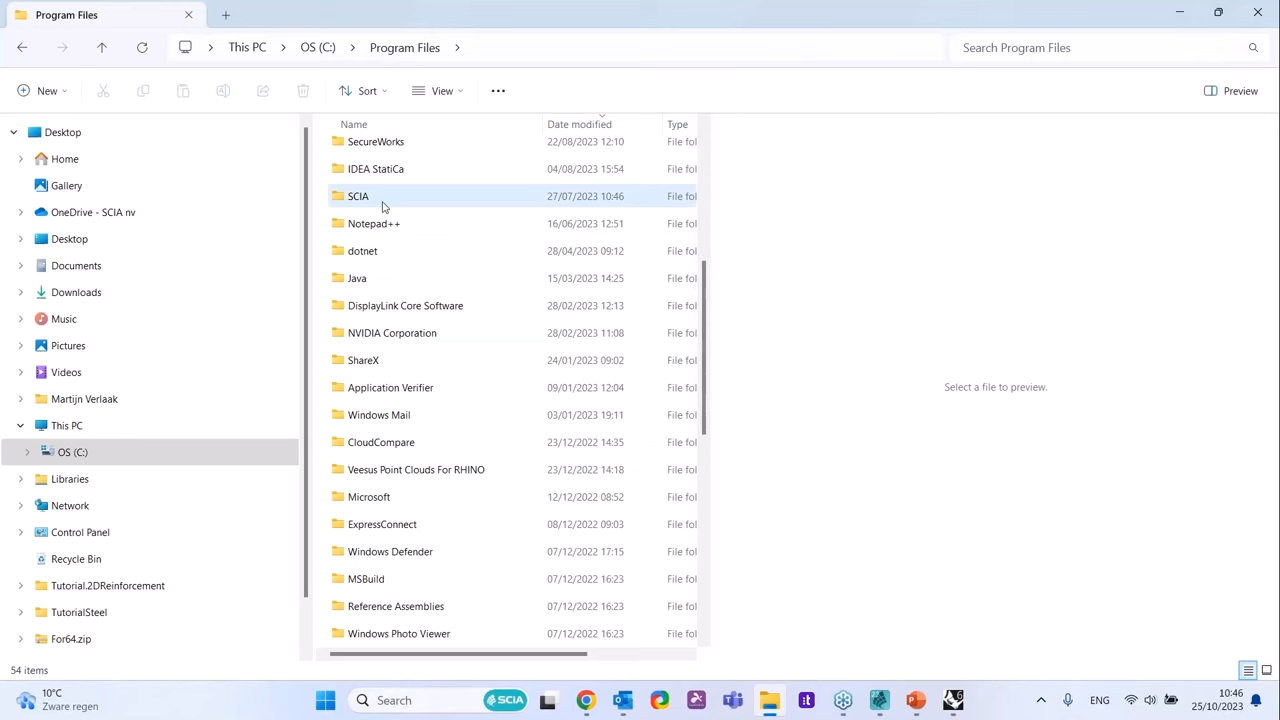 Program Files
This PC > OS (C:) > Program Files >
Search Program Files
New
Sort
View
Preview
Name
Date modified
Type
SecureWorks 22/08/2023 12:10 File fol
IDEA StatiCa 04/08/2023 15:54 File fol
SCIA 27/07/2023 10:46 File fol
Notepad++ 16/06/2023 12:51 File fol
dotnet 28/04/2023 09:12 File fol
Java 15/03/2023 14:25 File fol
DisplayLink Core Software 28/02/2023 12:13 File fol
NVIDIA Corporation 28/02/2023 11:08 File fol
ShareX 24/01/2023 09:02 File fol
Application Verifier 09/01/2023 12:04 File fol
Windows Mail 03/01/2023 19:11 File fol
CloudCompare 23/12/2022 14:35 File fol
Veesus Point Clouds For RHINO 23/12/2022 14:18 File fol
Microsoft 12/12/2022 08:52 File fol
ExpressConnect 08/12/2022 09:03 File fol
Windows Defender 07/12/2022 17:15 File fol
MSBuild 07/12/2022 16:23 File fol
Reference Assemblies 07/12/2022 16:23 File fol
Windows Photo Viewer 07/12/2022 16:23 File fol
Desktop
Home
Gallery
OneDrive - SCIA nv
Desktop
Documents
Downloads
Music
Pictures
Videos
Martijn Verlaak
This PC
OS (C:)
Libraries
Network
Control Panel
Recycle Bin
Tutorial.2DReinforcement
TutorialSteel
For64.zip
Select a file to preview.
54 items
10°C
Zware regen
Search
SCIA
ENG
10:46
25/10/2023